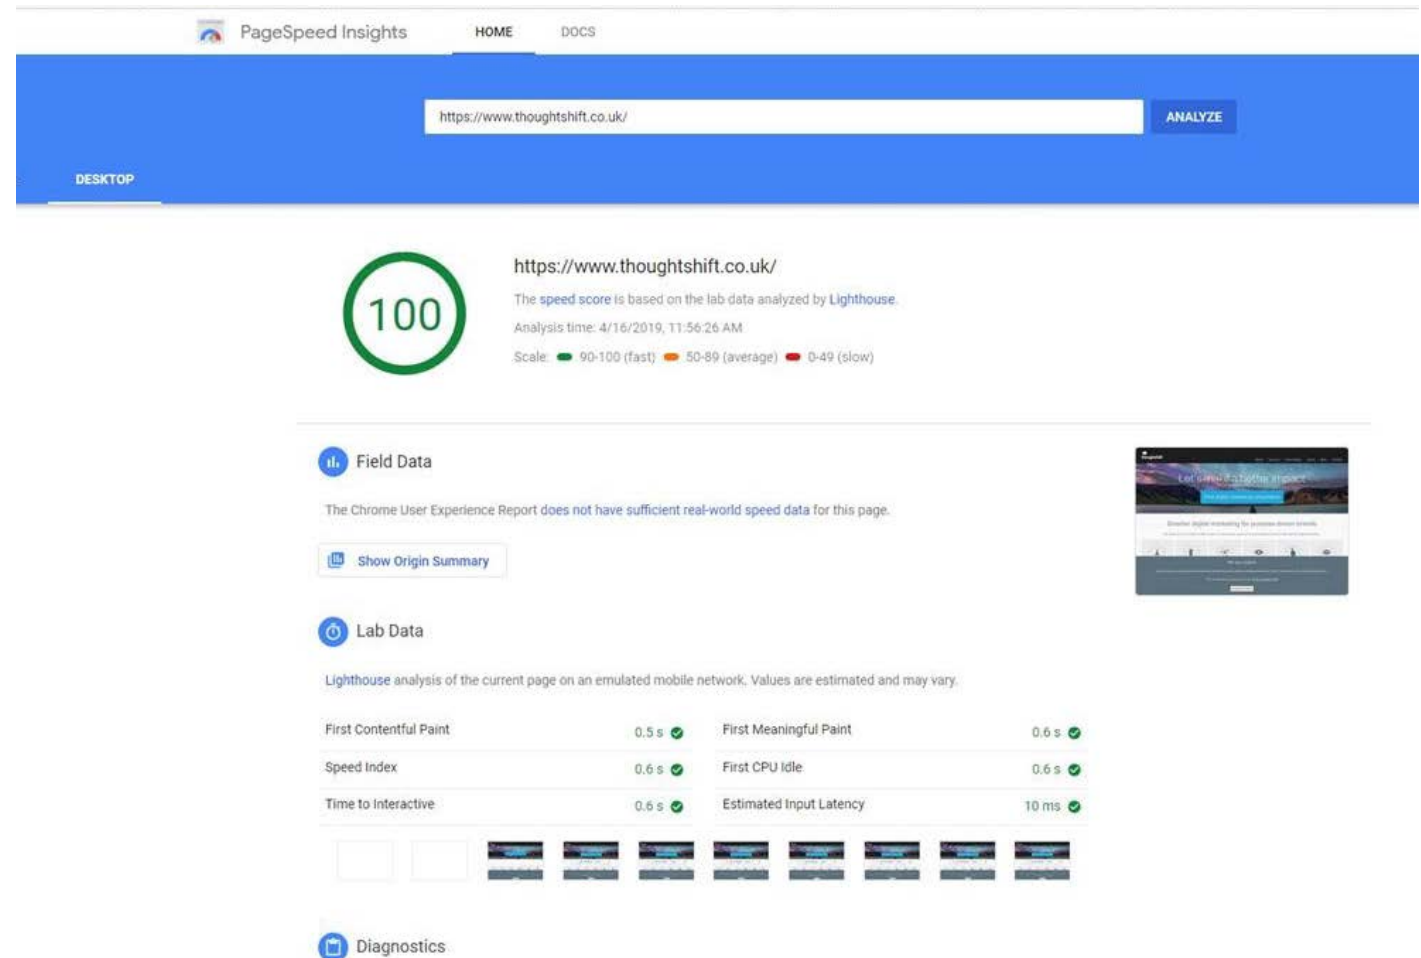 PageSpeed Insights HOME DOCS
https://www.thoughtshift.co.uk/ ANALYZE
DESKTOP
100
https://www.thoughtshift.co.uk/
The speed score is based on the lab data analyzed by Lighthouse.
Analysis time: 4/16/2019, 11:56:26 AM
Scale: 90-100 (fast) 50-89 (average) 0-49 (slow)
Field Data
The Chrome User Experience Report does not have sufficient real-world speed data for this page.
Show Origin Summary
Lab Data
Lighthouse analysis of the current page on an emulated mobile network. Values are estimated and may vary.
First Contentful Paint 0.5 s
First Meaningful Paint 0.6 s
Speed Index 0.6 s
First CPU Idle 0.6 s
Time to Interactive 0.6 s
Estimated Input Latency 10 ms
Diagnostics